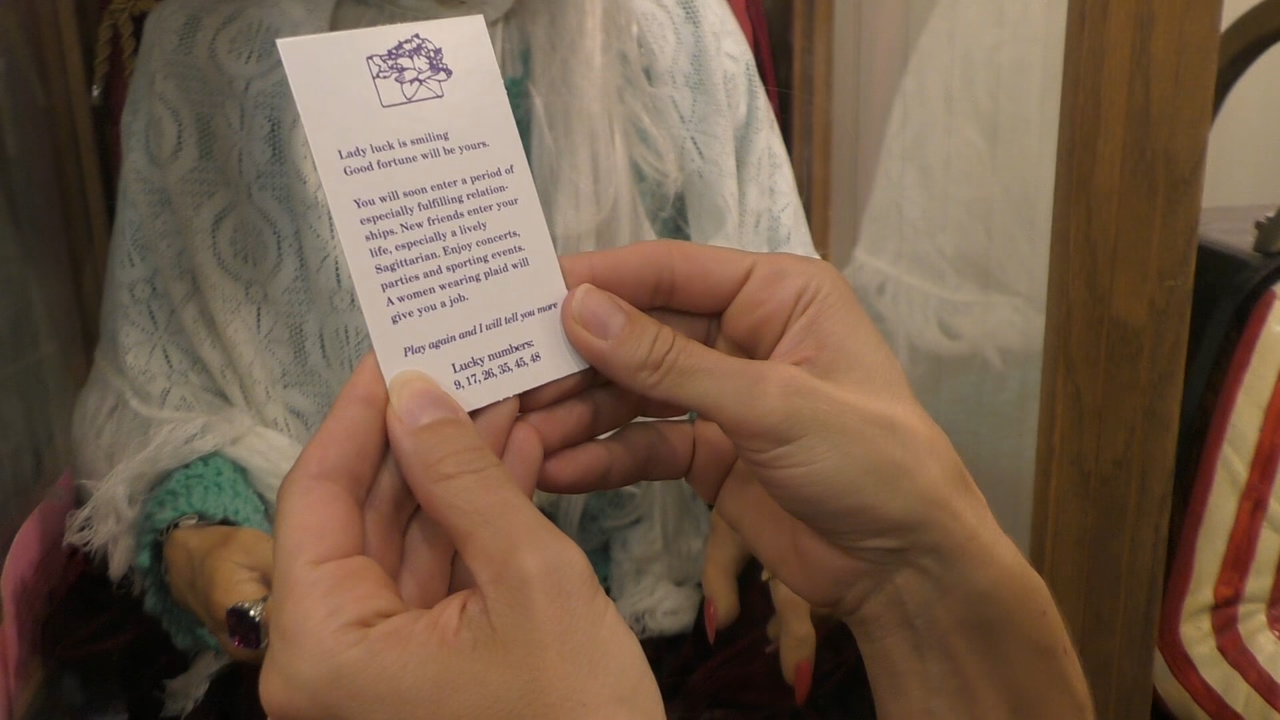 Lady luck is smiling
Good fortune will be yours.
You will soon enter a period of
especially fulfilling relation-
ships. New friends enter your
life, especially a lively
Sagittarian. Enjoy concerts,
parties and sporting events.
A women wearing plaid will
give you a job.
Play again and I will tell you more
Lucky numbers:
9, 17, 26, 35, 45, 48